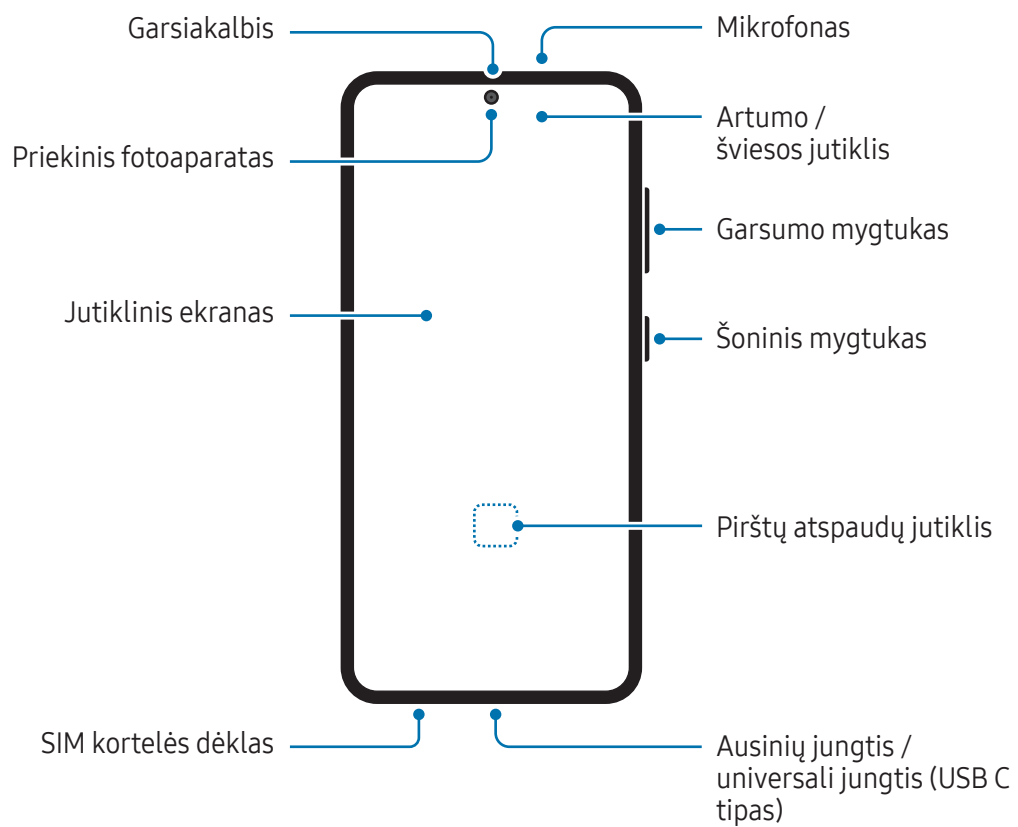 Garsiakalbis
Mikrofonas
Artumo /
šviesos jutiklis
Priekinis fotoaparatas
Garsumo mygtukas
Jutiklinis ekranas
Šoninis mygtukas
Pirštų atspaudų jutiklis
SIM kortelės dėklas
Ausinių jungtis /
universali jungtis (USB C
tipas)